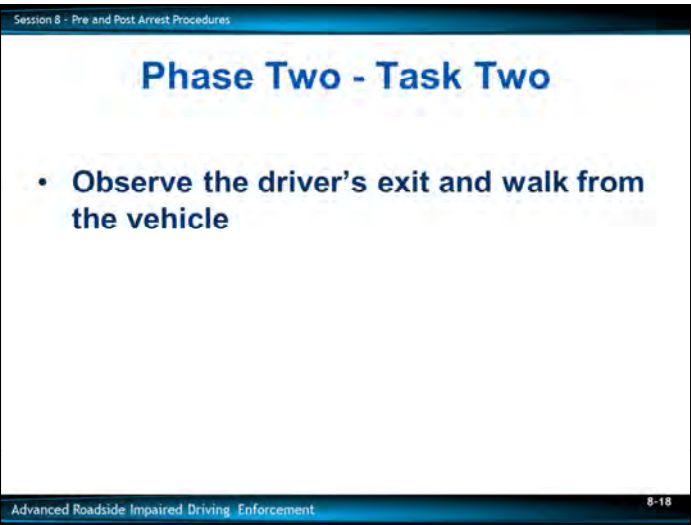 Session 8 - Pre and Post Arrest Procedures
Phase Two - Task Two
• Observe the driver's exit and walk from
the vehicle
Advanced Roadside Impaired Driving Enforcement
8-18